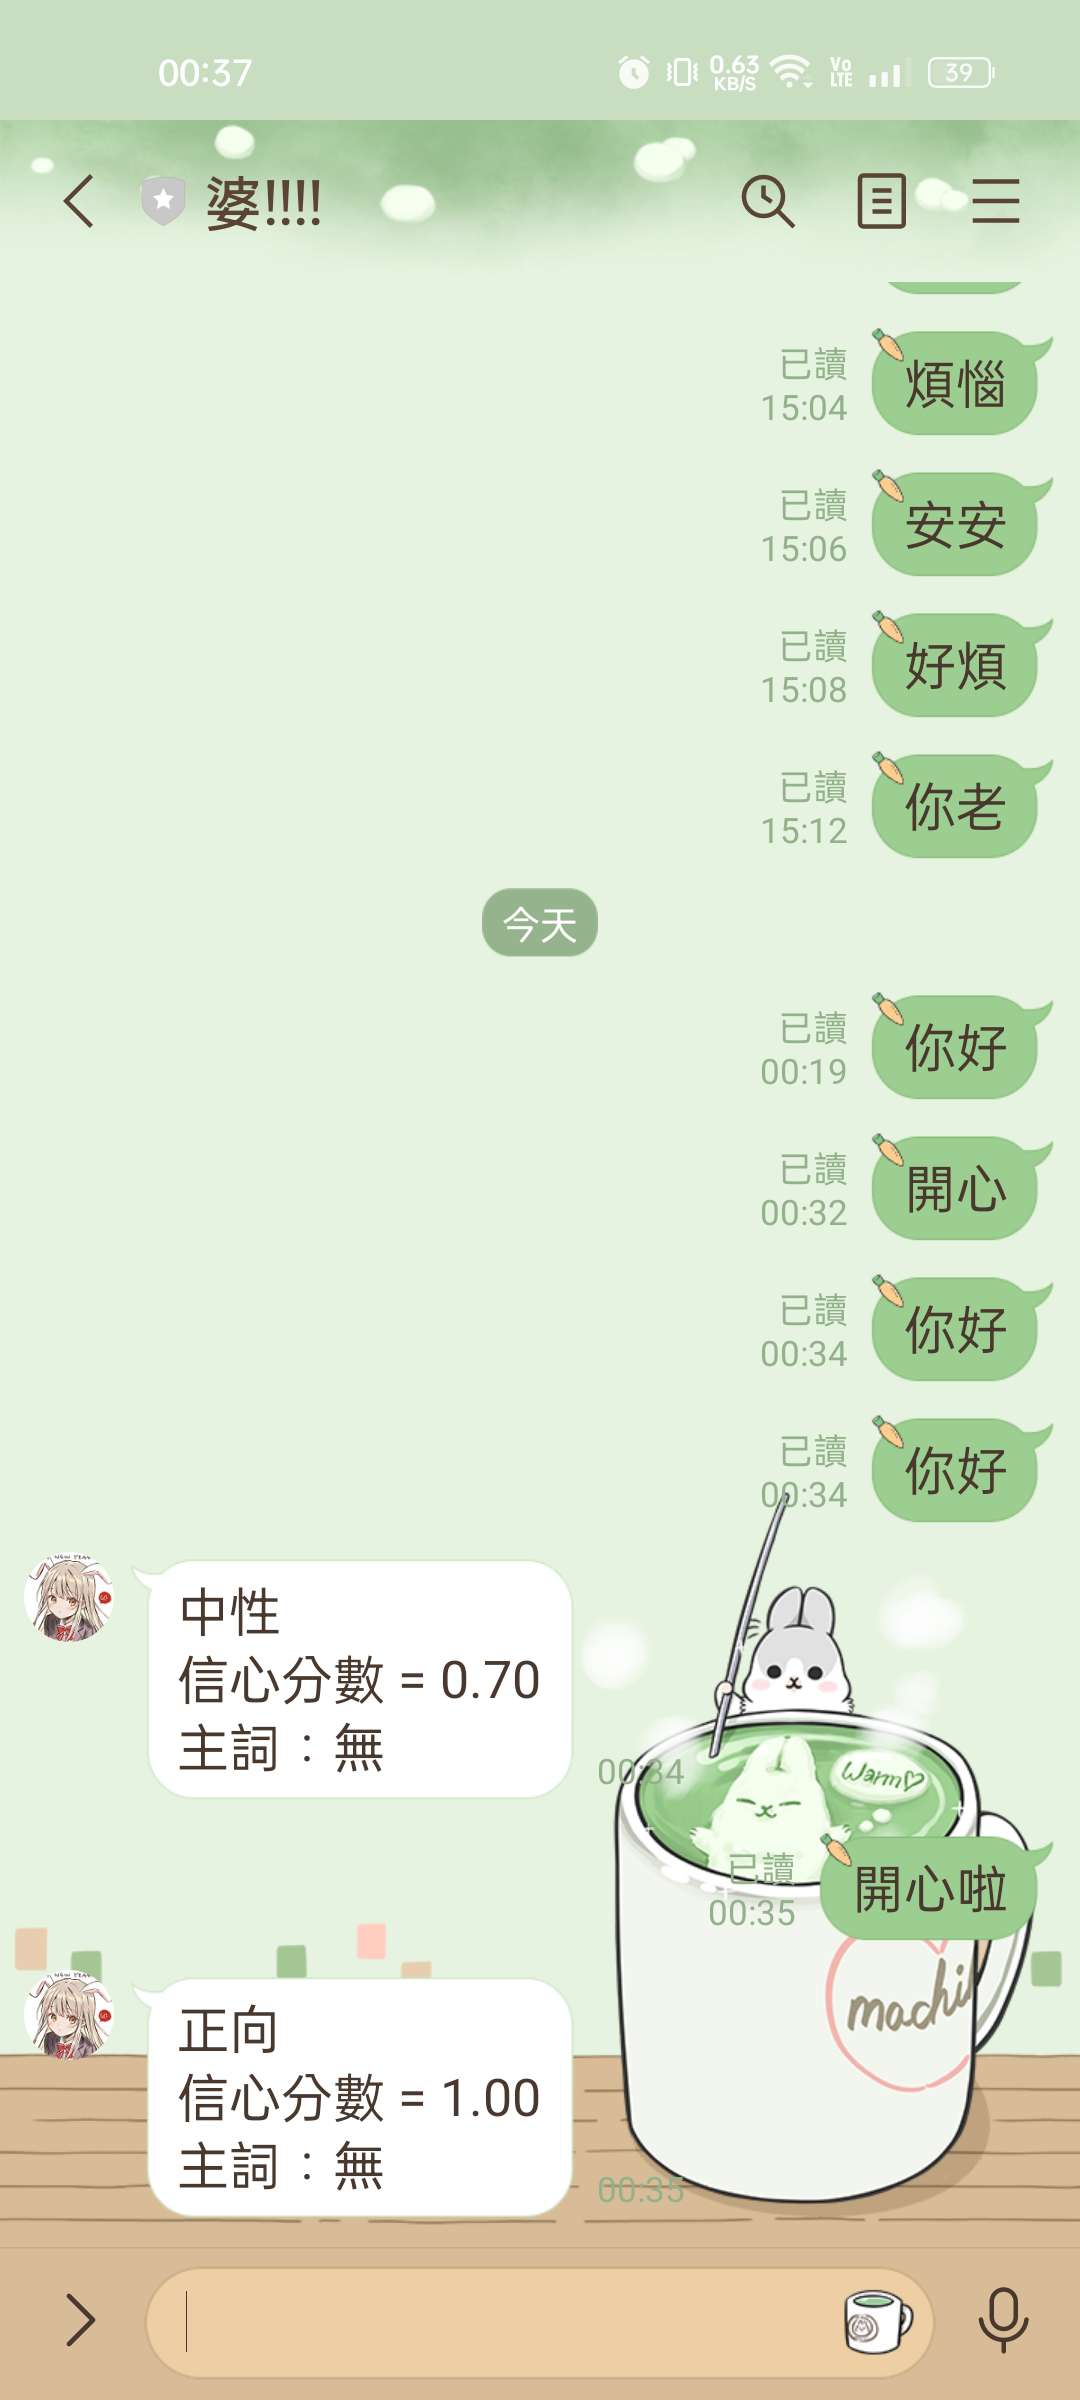 00:37
0.63
KB/S
Vo
LTE
39
婆!!!!
已讀
15:04
煩惱
已讀
15:06
安安
已讀
15:08
好煩
已讀
15:12
你老
今天
已讀
00:19
你好
已讀
00:32
開心
已讀
00:34
你好
已讀
00:34
你好
中性
信心分數 = 0.70
主詞：無
00:34
Warm
已讀
00:35
開心啦
machi
正向
信心分數 = 1.00
主詞：無
00:35